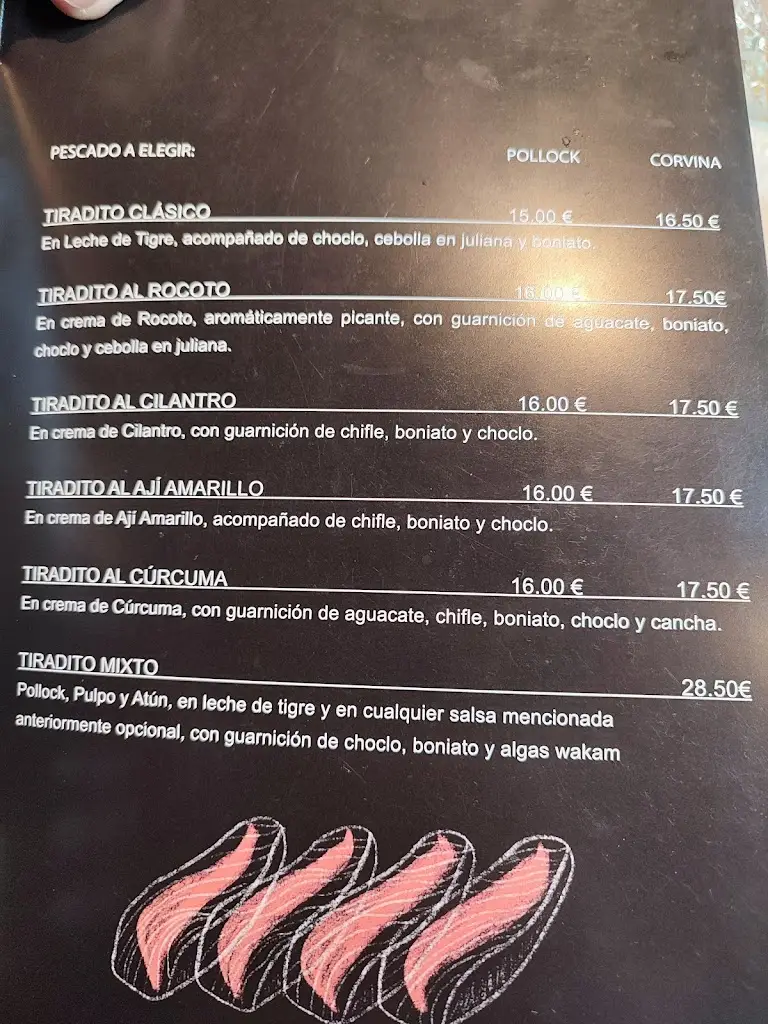 PESCADO A ELEGIR: POLLOCK CORVINA
TIRADITO CLÁSICO 15.00 € 16.50 €
En Leche de Tigre, acompañado de choclo, cebolla en juliana y boniato.
TIRADITO AL ROCOTO 16.00 € 17.50€
En crema de Rocoto, aromáticamente picante, con guarnición de aguacate, boniato,
choclo y cebolla en juliana.
TIRADITO AL CILANTRO 16.00 € 17.50 €
En crema de Cilantro, con guarnición de chifle, boniato y choclo.
TIRADITO AL AJÍ AMARILLO 16.00 € 17.50 €
En crema de Ají Amarillo, acompañado de chifle, boniato y choclo.
TIRADITO AL CÚRCUMA 16.00 € 17.50 €
En crema de Cúrcuma, con guarnición de aguacate, chifle, boniato, choclo y cancha.
TIRADITO MIXTO 28.50€
Pollock, Pulpo y Atún, en leche de tigre y en cualquier salsa mencionada
anteriormente opcional, con guarnición de choclo, boniato y algas wakam